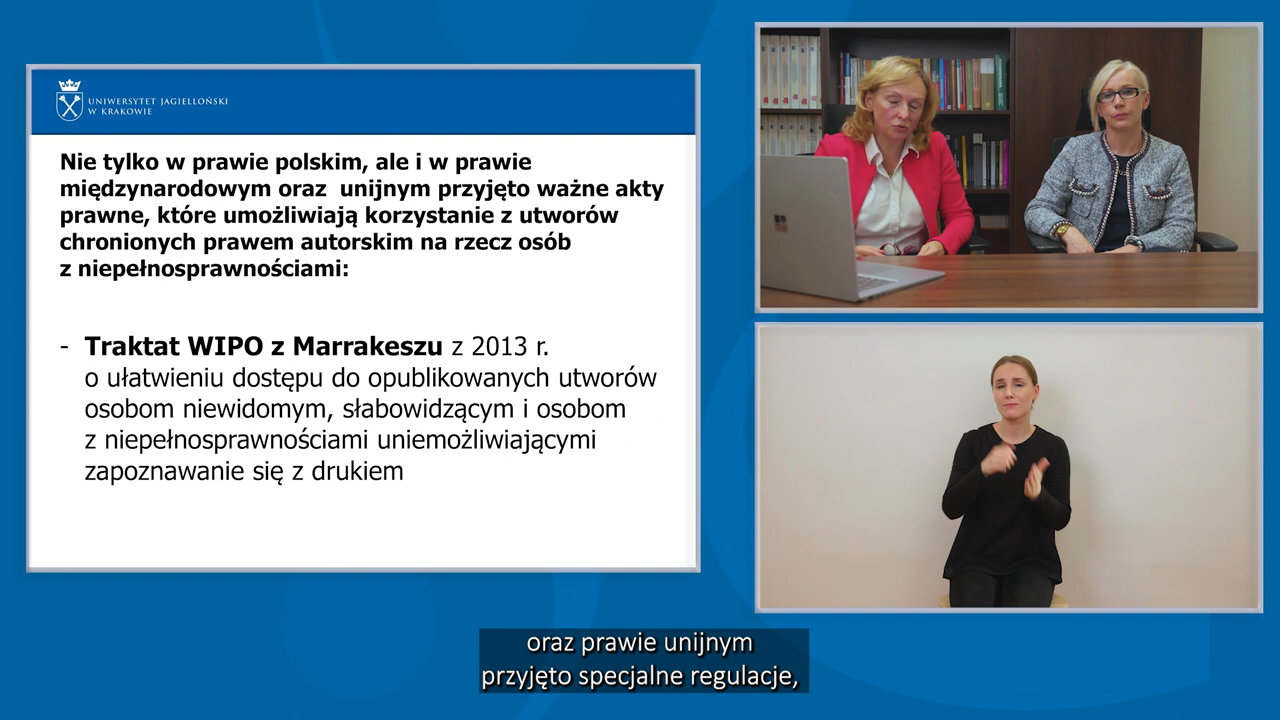 UNIWERSYTET JAGIELLOŃSKI
W KRAKOWIE
Nie tylko w prawie polskim, ale i w prawie
międzynarodowym oraz unijnym przyjęto ważne akty
prawne, które umożliwiają korzystanie z utworów
chronionych prawem autorskim na rzecz osób
z niepełnosprawnościami:
- Traktat WIPO z Marrakeszu z 2013 r.
o ułatwieniu dostępu do opublikowanych utworów
osobom niewidomym, słabowidzącym i osobom
z niepełnosprawnościami uniemożliwiającymi
zapoznawanie się z drukiem
oraz prawie unijnym
przyjęto specjalne regulacje,